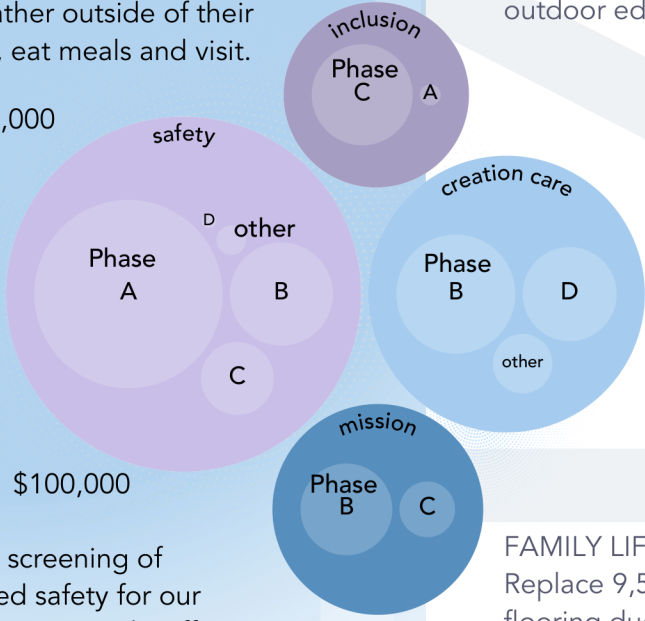 ather outside of their
, eat meals and visit.
,000
outdoor ed
inclusion
Phase
C
A
safety
D
other
Phase
A
B
C
creation care
Phase
B
D
other
mission
Phase
B
C
$100,000
screening of
ed safety for our
FAMILY LIF
Replace 9,5